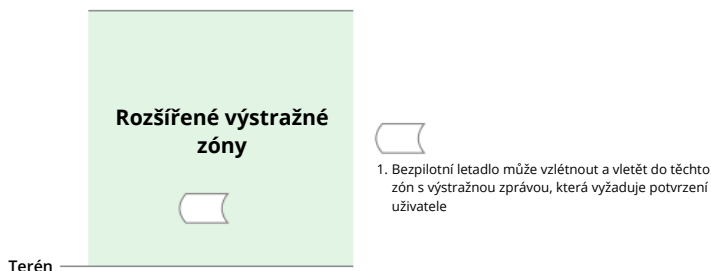 Rozšířené výstražné
zóny
1. Bezpilotní letadlo může vzlétnout a vletět do těchto
zón s výstražnou zprávou, která vyžaduje potvrzení
uživatele
Terén